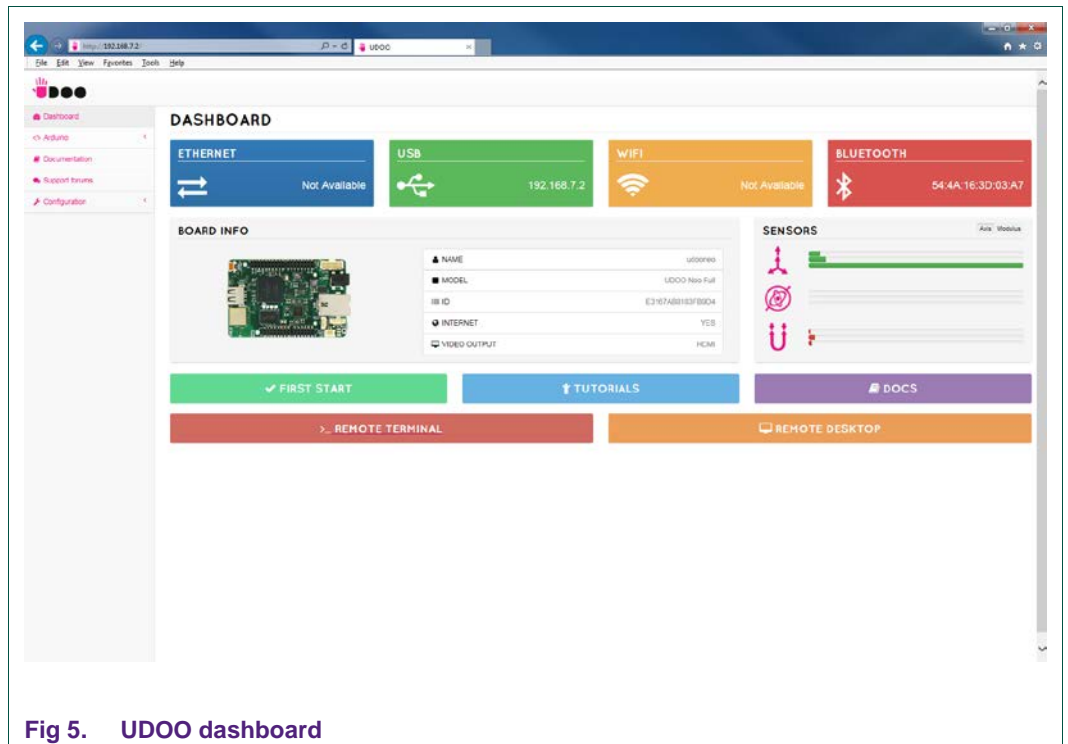 http://192.168.7.2/
UDOO
File Edit View Favorites Tools Help
UDOO
Dashboard
Arduino
Documentation
Support forums
Configuration
DASHBOARD
ETHERNET
Not Available
USB
192.168.7.2
WIFI
Not Available
BLUETOOTH
54:4A:16:3D:03:A7
BOARD INFO
NAME udooneo
MODEL UDOO Neo Full
ID
INTERNET YES
VIDEO OUTPUT HDMI
SENSORS
Axis Modulus
FIRST START
TUTORIALS
DOCS
>_ REMOTE TERMINAL
REMOTE DESKTOP
Fig 5. UDOO dashboard